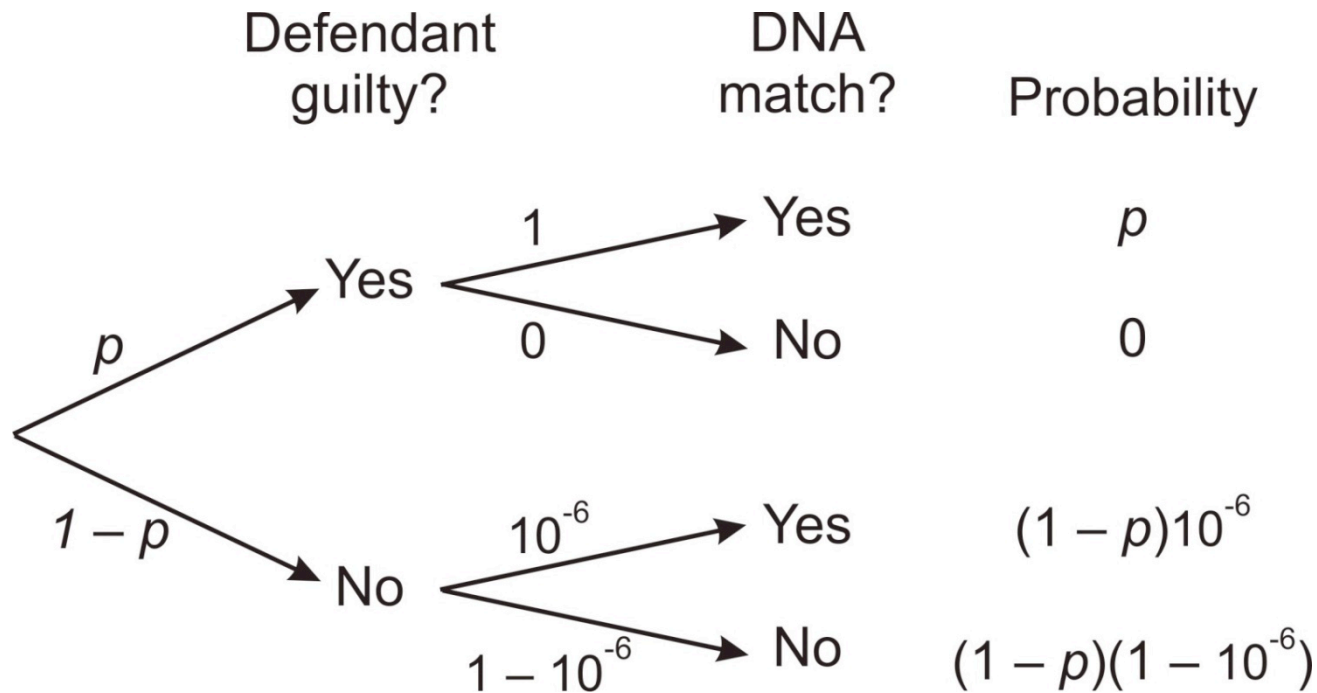 Defendant guilty?
DNA match?
Probability
1
Yes
p
Yes
p
0
No
0
1 – p
10⁻⁶
Yes
(1 – p)10⁻⁶
No
1 – 10⁻⁶
No
(1 – p)(1 – 10⁻⁶)